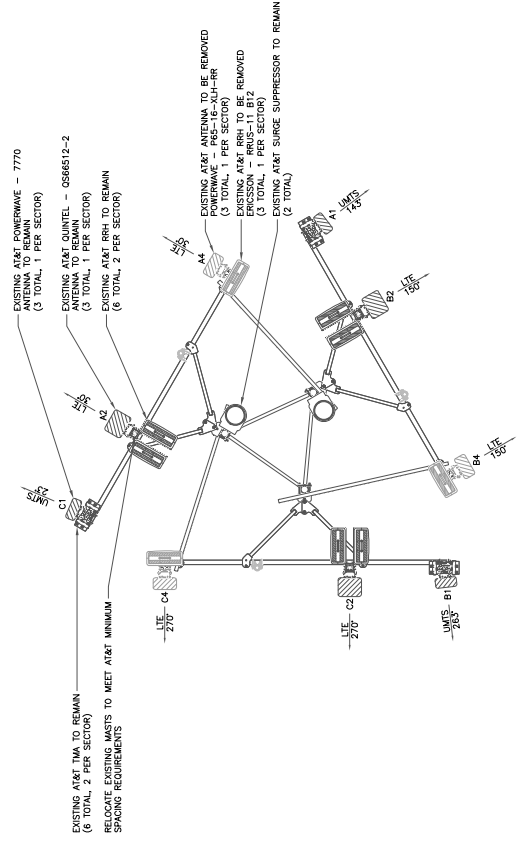 EXISTING AT&T POWERWAVE - 7770
ANTENNA TO REMAIN
(3 TOTAL, 1 PER SECTOR)
EXISTING AT&T QUINTEL - QS66512-2
ANTENNA TO REMAIN
(3 TOTAL, 1 PER SECTOR)
EXISTING AT&T RRH TO REMAIN
(6 TOTAL, 2 PER SECTOR)
EXISTING AT&T ANTENNA TO BE REMOVED
POWERWAVE - P65-16-XLH-RR
(3 TOTAL, 1 PER SECTOR)
EXISTING AT&T RRH TO BE REMOVED
ERICSSON - RRUS-11 B12
(3 TOTAL, 1 PER SECTOR)
EXISTING AT&T SURGE SUPPRESSOR TO REMAIN
(2 TOTAL)
EXISTING AT&T TMA TO REMAIN
(6 TOTAL, 2 PER SECTOR)
RELOCATE EXISTING MASTS TO MEET AT&T MINIMUM
SPACING REQUIREMENTS
UMTS
23°
C1
LTE
30°
A2
LTE
30°
A4
A1
UMTS
143°
B2
LTE
150°
B4
LTE
150°
C4
LTE
270°
C2
LTE
270°
B1
UMTS
263°